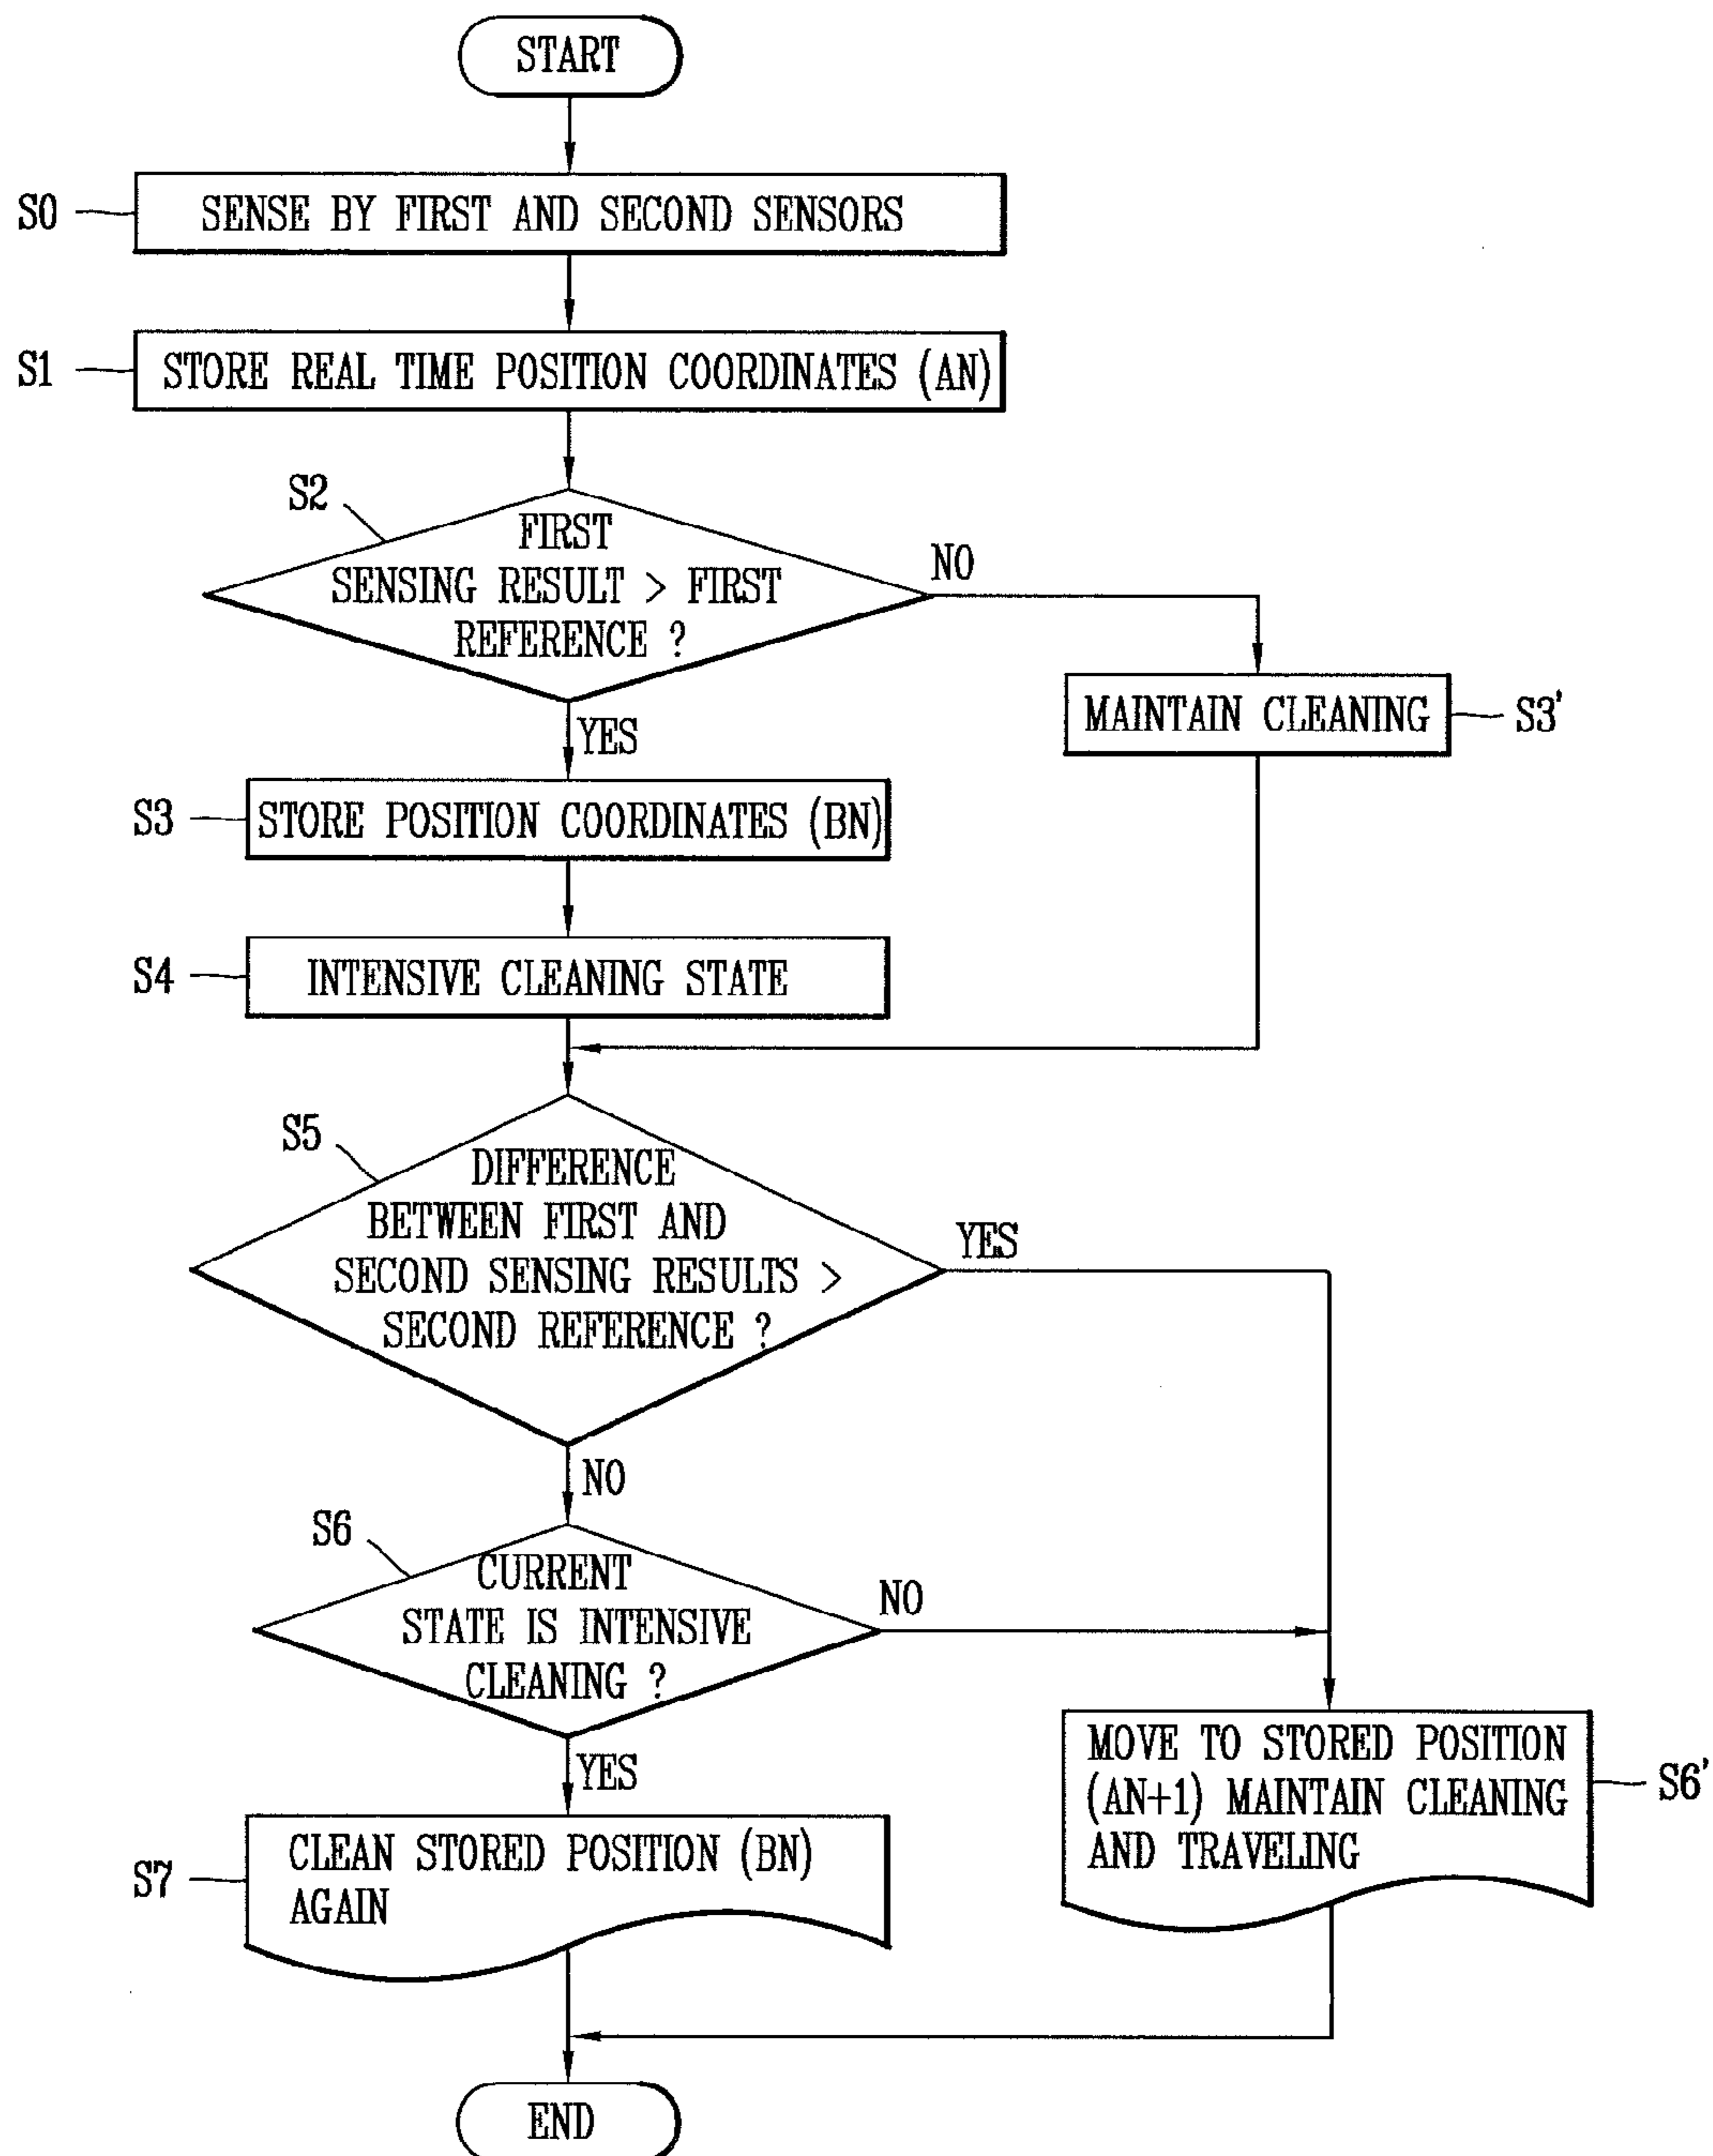 START
S0
SENSE BY FIRST AND SECOND SENSORS
S1
STORE REAL TIME POSITION COORDINATES (AN)
S2
FIRST
SENSING RESULT > FIRST
REFERENCE ?
NO
YES
MAINTAIN CLEANING
S3'
S3
STORE POSITION COORDINATES (BN)
S4
INTENSIVE CLEANING STATE
S5
DIFFERENCE
BETWEEN FIRST AND
SECOND SENSING RESULTS >
SECOND REFERENCE ?
YES
NO
S6
CURRENT
STATE IS INTENSIVE
CLEANING ?
NO
YES
MOVE TO STORED POSITION
(AN+1) MAINTAIN CLEANING
AND TRAVELING
S6'
S7
CLEAN STORED POSITION (BN)
AGAIN
END